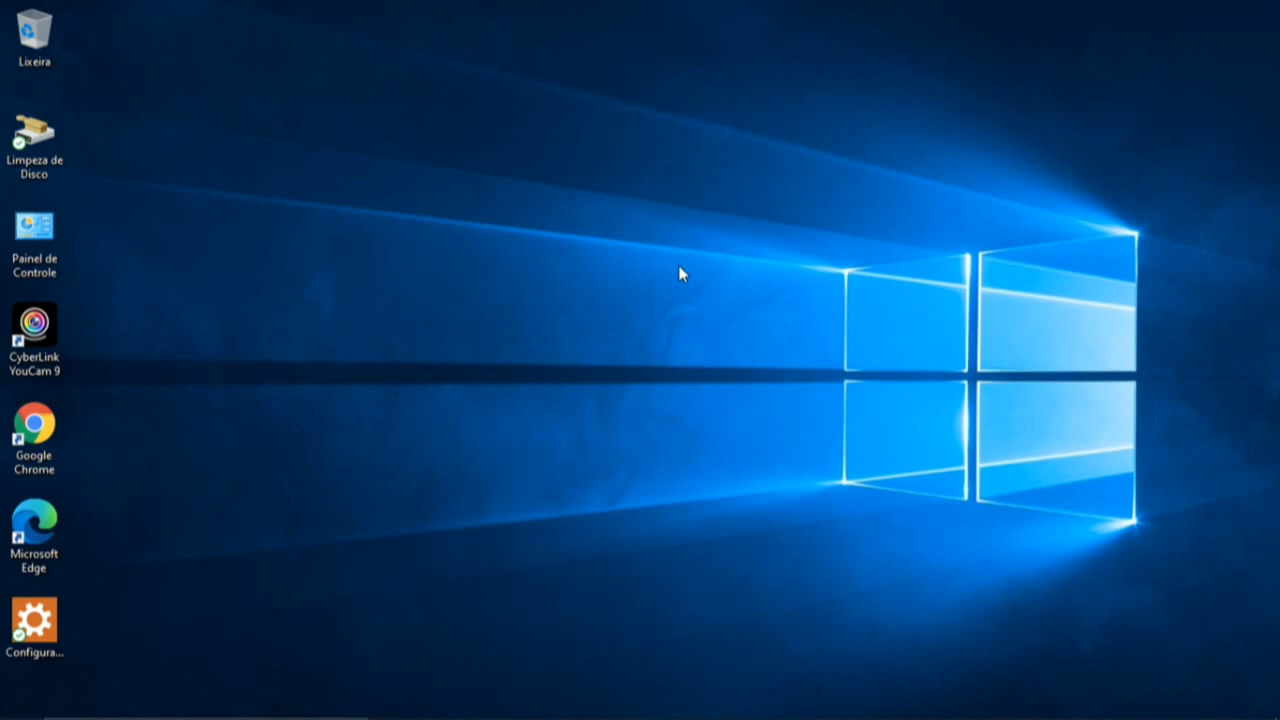 Lixeira
Limpeza de
Disco
Painel de
Controle
CyberLink
YouCam 9
Google
Chrome
Microsoft
Edge
Configura...